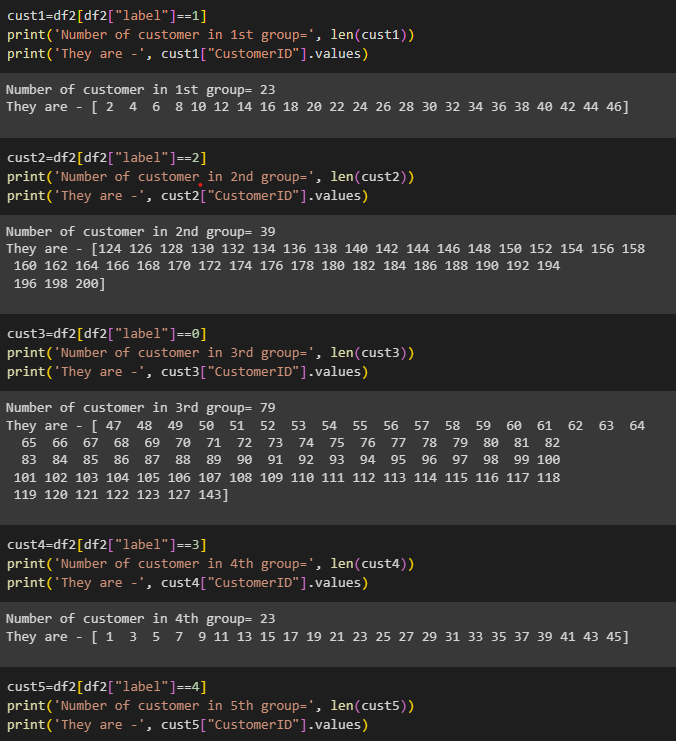 cust1=df2[df2["label"]==1]
print('Number of customer in 1st group=', len(cust1))
print('They are -', cust1["CustomerID"].values)
Number of customer in 1st group= 23
They are - [ 2  4  6  8 10 12 14 16 18 20 22 24 26 28 30 32 34 36 38 40 42 44 46]
cust2=df2[df2["label"]==2]
print('Number of customer in 2nd group=', len(cust2))
print('They are -', cust2["CustomerID"].values)
Number of customer in 2nd group= 39
They are - [124 126 128 130 132 134 136 138 140 142 144 146 148 150 152 154 156 158
 160 162 164 166 168 170 172 174 176 178 180 182 184 186 188 190 192 194
 196 198 200]
cust3=df2[df2["label"]==0]
print('Number of customer in 3rd group=', len(cust3))
print('They are -', cust3["CustomerID"].values)
Number of customer in 3rd group= 79
They are - [ 47  48  49  50  51  52  53  54  55  56  57  58  59  60  61  62  63  64
  65  66  67  68  69  70  71  72  73  74  75  76  77  78  79  80  81  82
  83  84  85  86  87  88  89  90  91  92  93  94  95  96  97  98  99 100
 101 102 103 104 105 106 107 108 109 110 111 112 113 114 115 116 117 118
 119 120 121 122 123 127 143]
cust4=df2[df2["label"]==3]
print('Number of customer in 4th group=', len(cust4))
print('They are -', cust4["CustomerID"].values)
Number of customer in 4th group= 23
They are - [ 1  3  5  7  9 11 13 15 17 19 21 23 25 27 29 31 33 35 37 39 41 43 45]
cust5=df2[df2["label"]==4]
print('Number of customer in 5th group=', len(cust5))
print('They are -', cust5["CustomerID"].values)